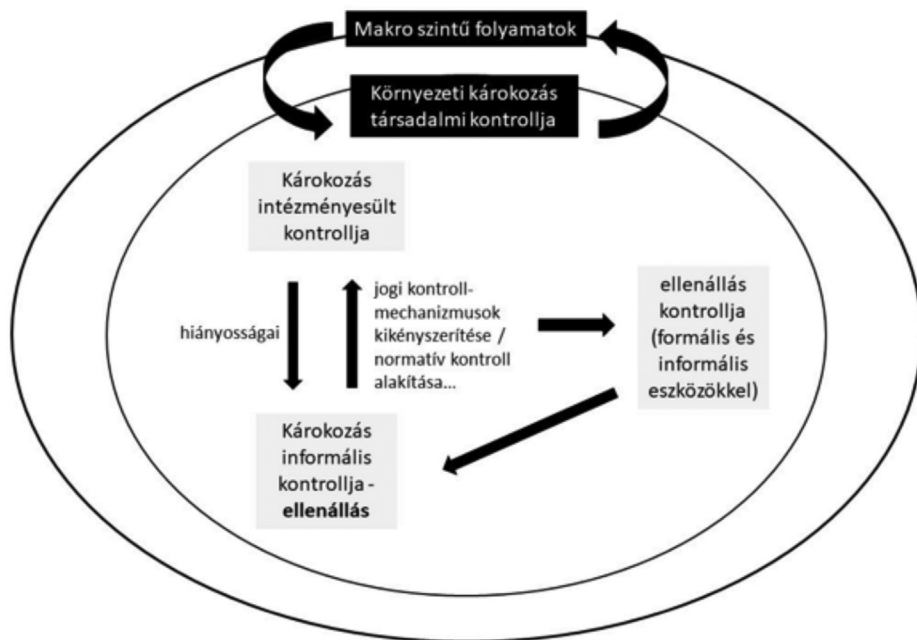 Makro szintű folyamatok
Környezeti károkozás
társadalmi kontrollja
Károkozás
intézményesült
kontrollja
hiányosságai
jogi kontroll-
mechanizmusok
kikényszerítése /
normatív kontroll
alakítása...
ellenállás
kontrollja
(formális és
informális
eszközökkel)
Károkozás
informális
kontrollja -
ellenállás